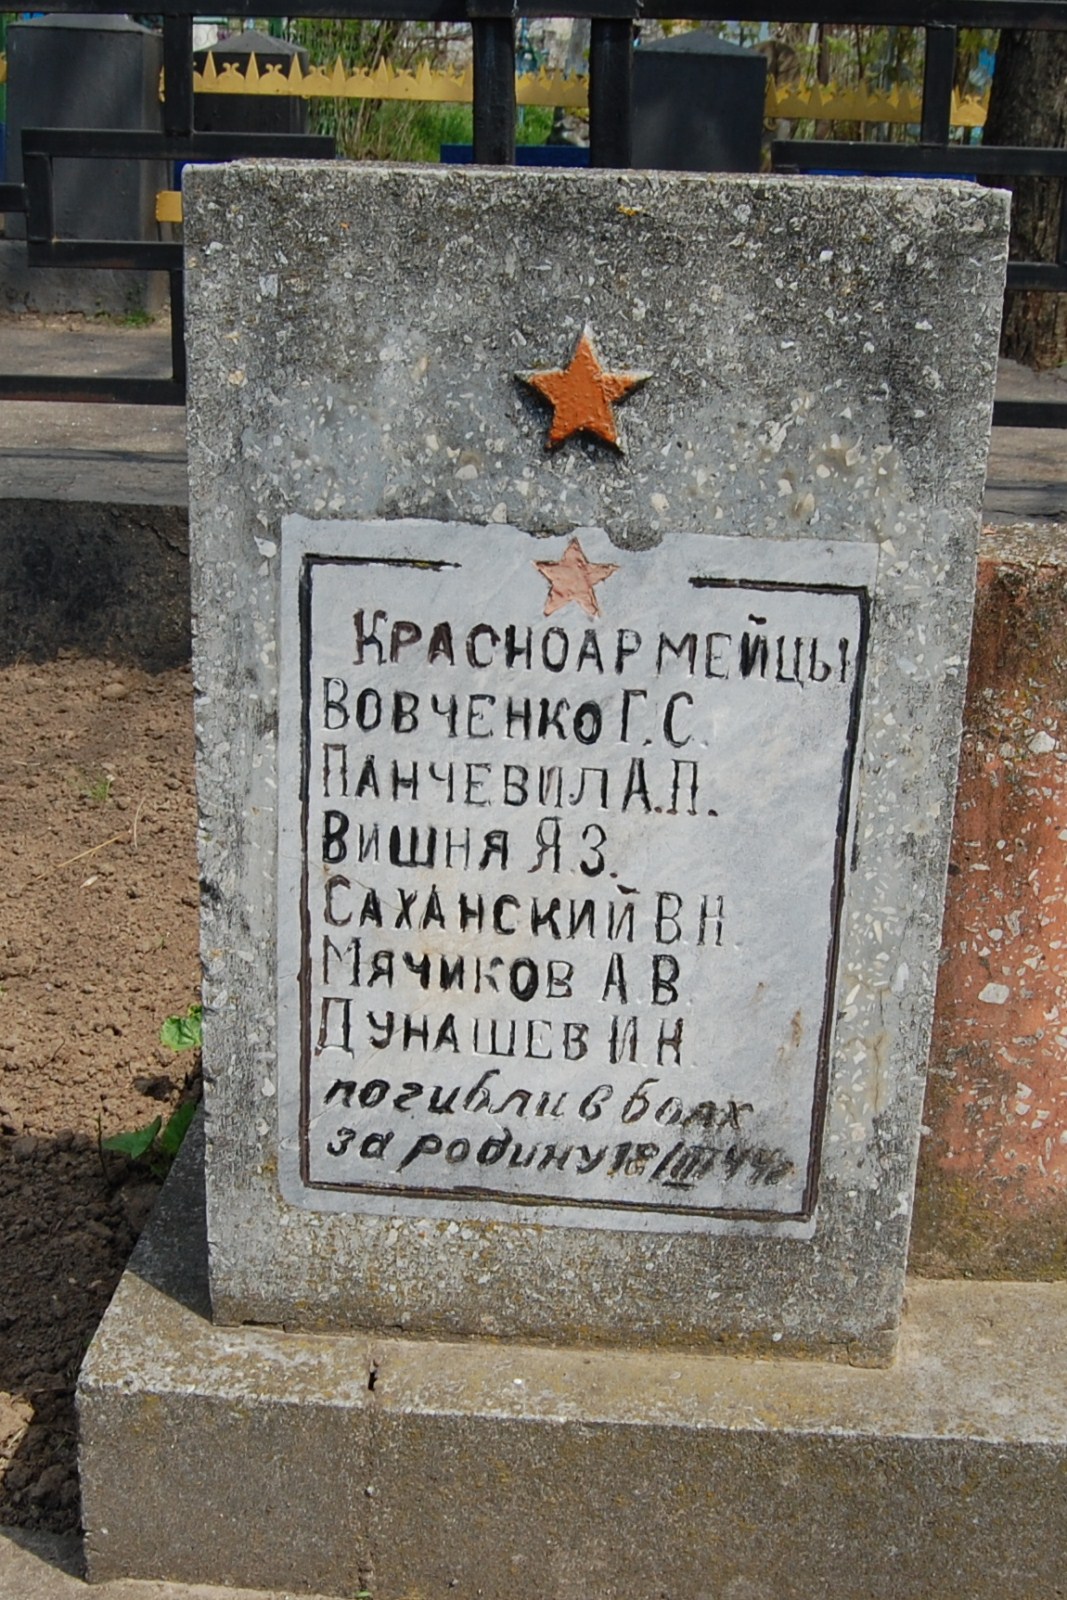 КРАСНОАРМЕЙЦЫ
ВОВЧЕНКО Г.С.
ПАНЧЕВИЛ А.П.
ВИШНЯ Я.З.
САХАНСКИЙ В.Н.
МЯЧИКОВ А.В.
ДУНАШЕВ И.Н.
погибли в боях
за родину 18/III 44г.